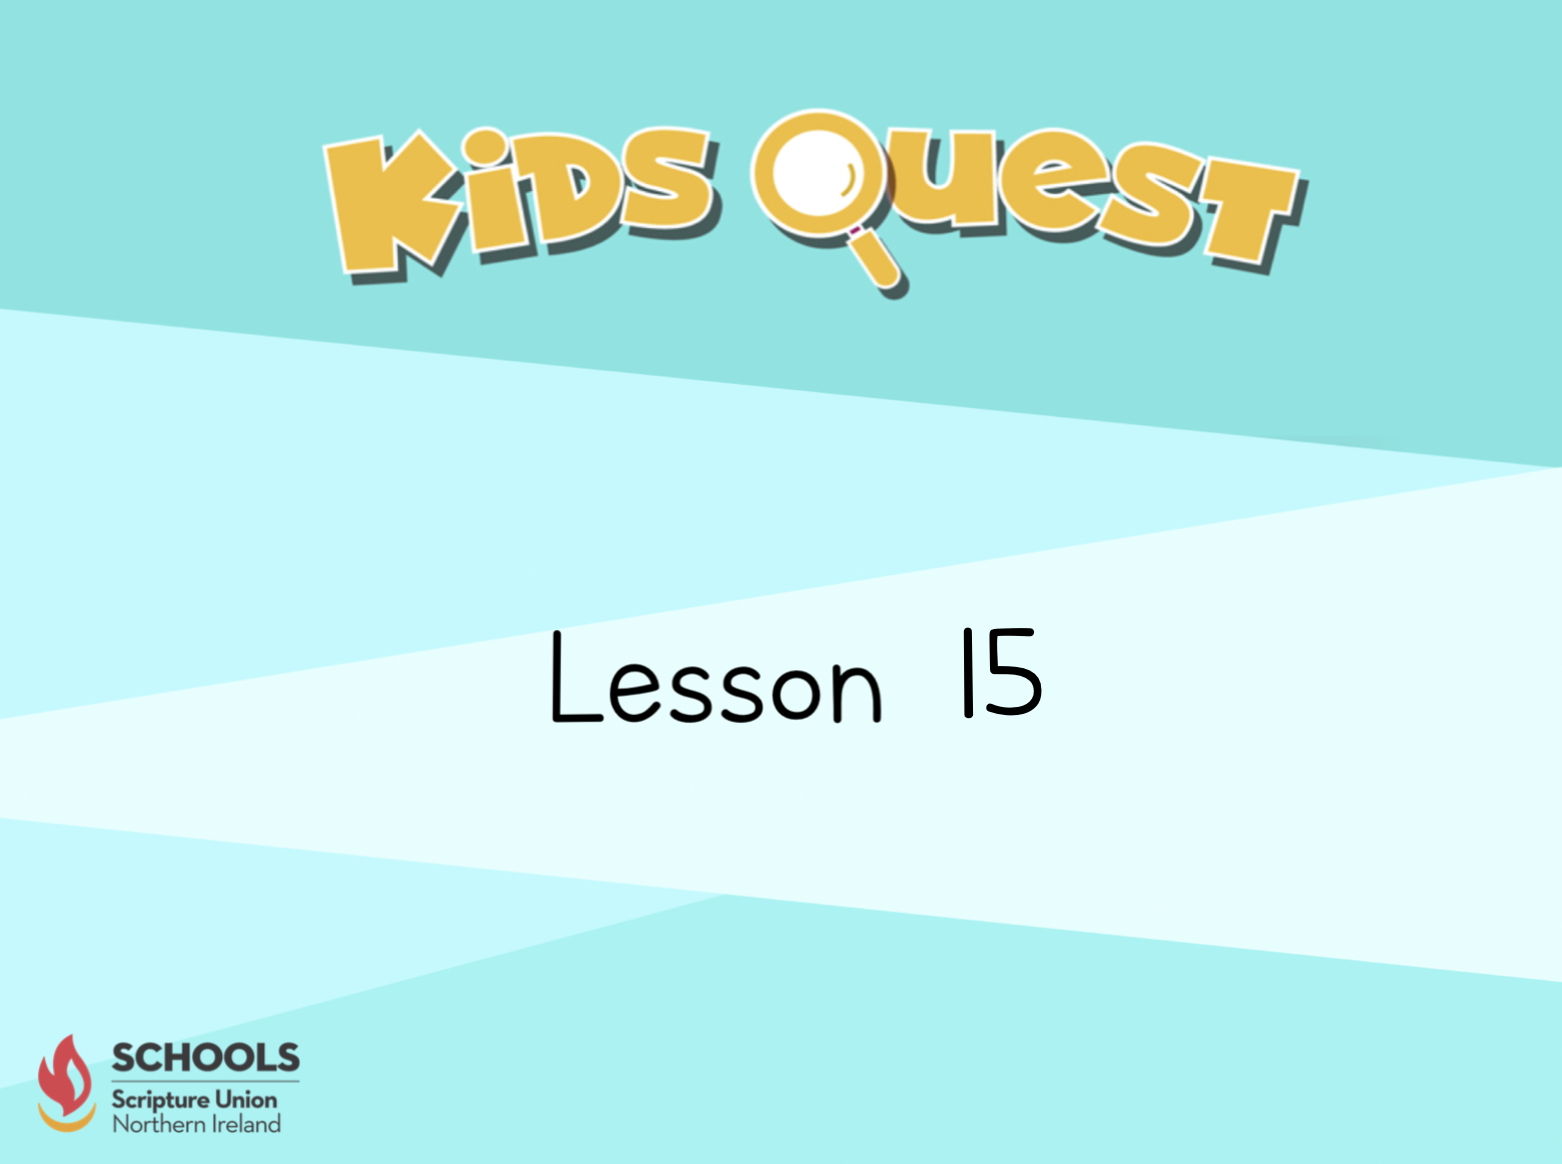 KiDS QUEST
Lesson 15
SCHOOLS
Scripture Union
Northern Ireland